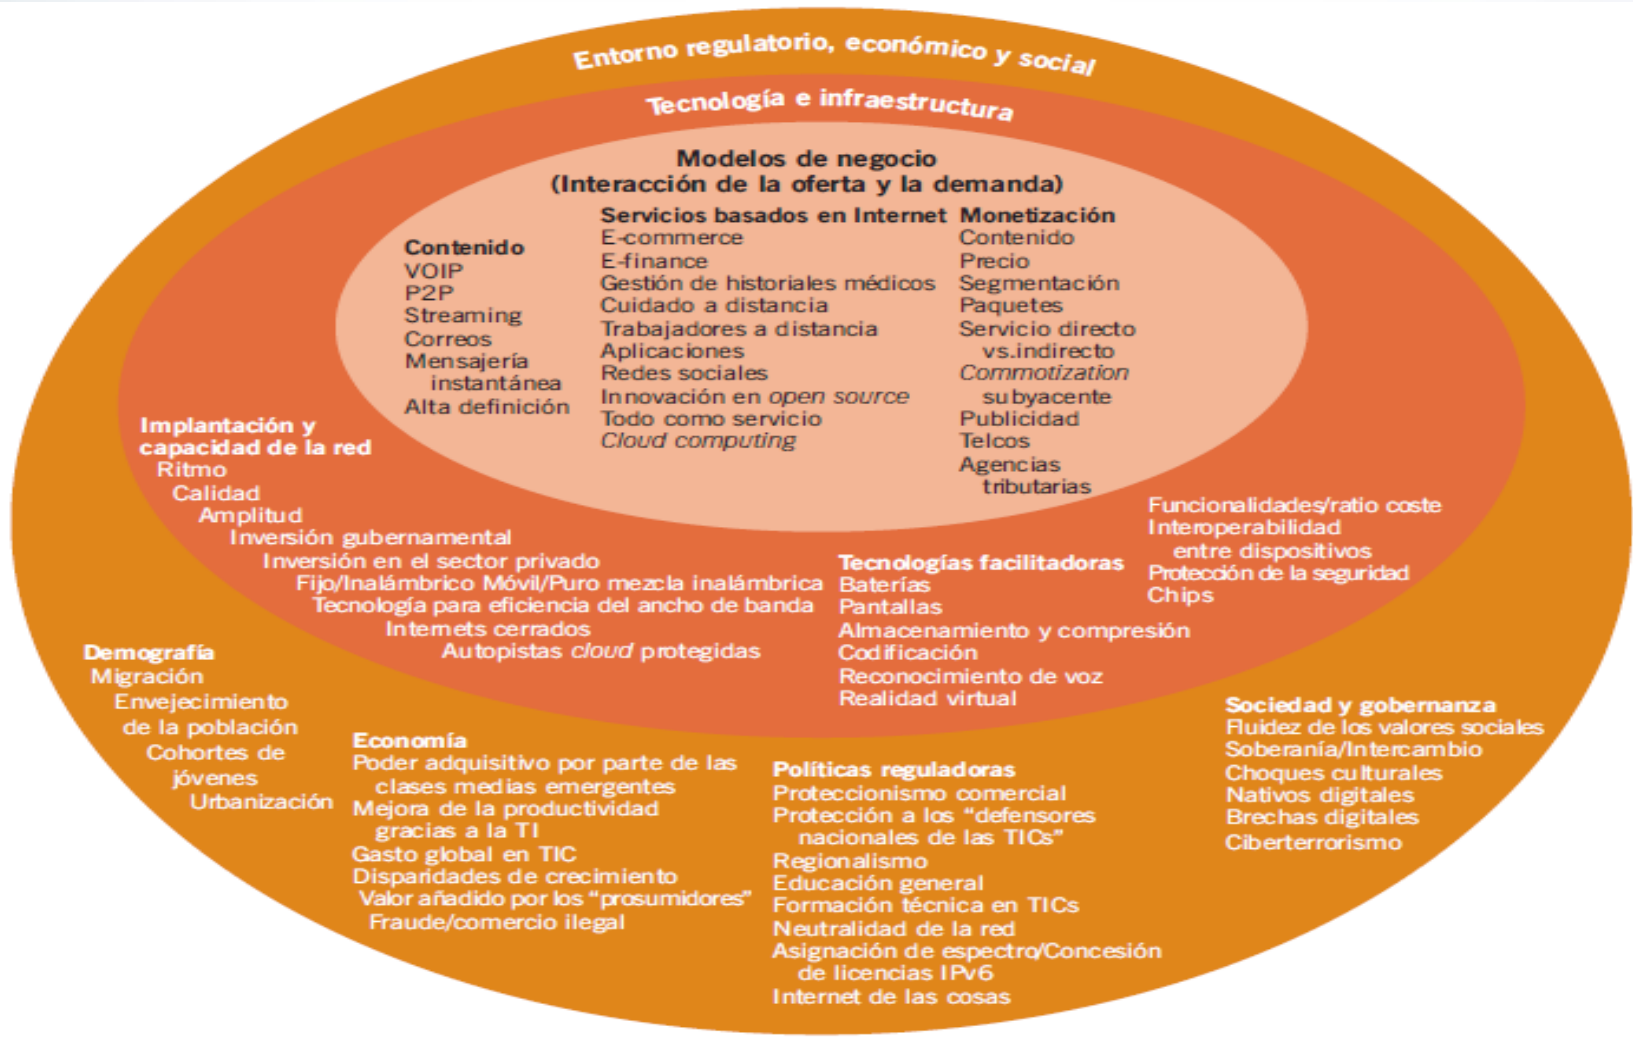 Entorno regulatorio, económico y social
Tecnología e infraestructura
Modelos de negocio
(Interacción de la oferta y la demanda)
Contenido
VOIP
P2P
Streaming
Correos
Mensajería
instantánea
Alta definición
Servicios basados en Internet
E-commerce
E-finance
Gestión de historiales médicos
Cuidado a distancia
Trabajadores a distancia
Aplicaciones
Redes sociales
Innovación en open source
Todo como servicio
Cloud computing
Monetización
Contenido
Precio
Segmentación
Paquetes
Servicio directo
vs.indirecto
Commotization
subyacente
Publicidad
Telcos
Agencias
tributarias
Implantación y
capacidad de la red
Ritmo
Calidad
Amplitud
Inversión gubernamental
Inversión en el sector privado
Fijo/Inalámbrico Móvil/Puro mezcla inalámbrica
Tecnología para eficiencia del ancho de banda
Internets cerrados
Autopistas cloud protegidas
Tecnologías facilitadoras
Baterías
Pantallas
Almacenamiento y compresión
Codificación
Reconocimiento de voz
Realidad virtual
Funcionalidades/ratio coste
Interoperabilidad
entre dispositivos
Protección de la seguridad
Chips
Demografía
Migración
Envejecimiento
de la población
Cohortes de
jóvenes
Urbanización
Economía
Poder adquisitivo por parte de las
clases medias emergentes
Mejora de la productividad
gracias a la TI
Gasto global en TIC
Disparidades de crecimiento
Valor añadido por los “prosumidores”
Fraude/comercio ilegal
Políticas reguladoras
Proteccionismo comercial
Protección a los “defensores
nacionales de las TICs”
Regionalismo
Educación general
Formación técnica en TICs
Neutralidad de la red
Asignación de espectro/Concesión
de licencias IPv6
Internet de las cosas
Sociedad y gobernanza
Fluidez de los valores sociales
Soberanía/Intercambio
Choques culturales
Nativos digitales
Brechas digitales
Ciberterrorismo